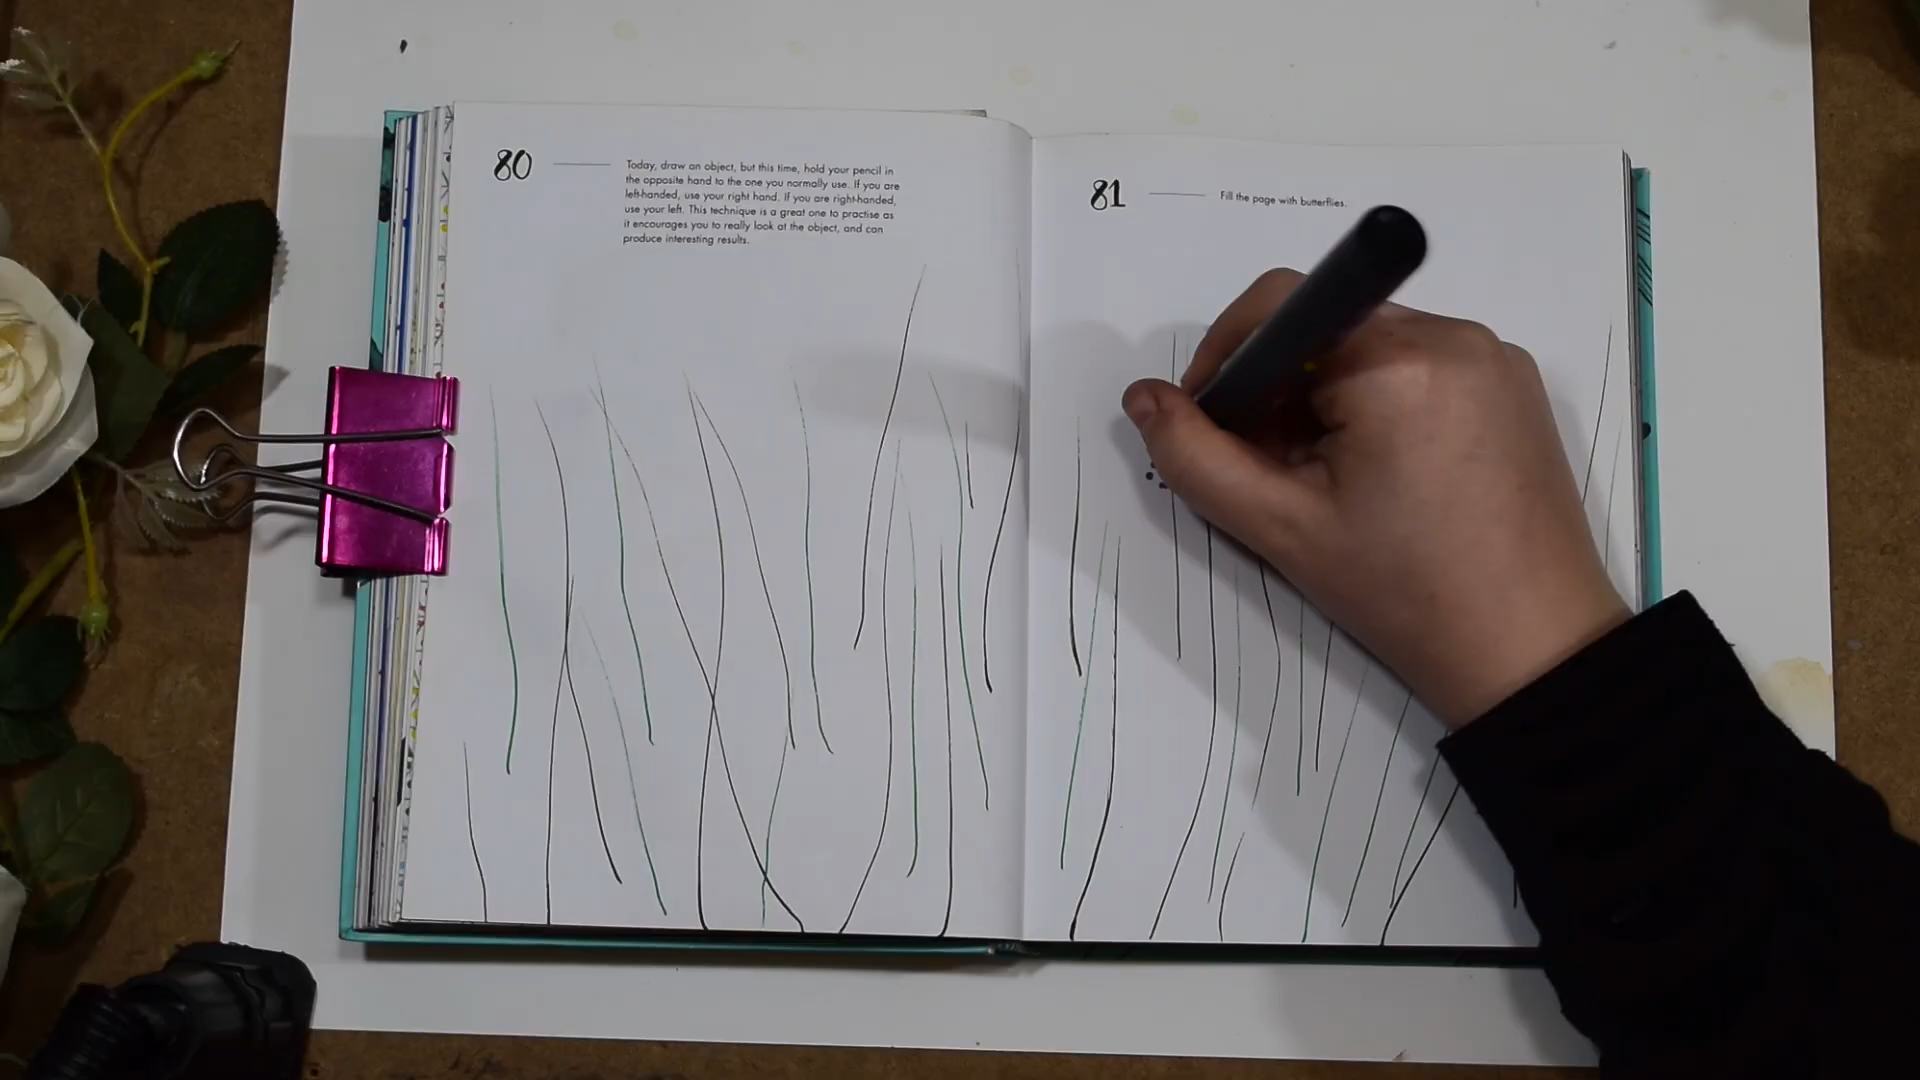 80
Today, draw an object, but this time, hold your pencil in
the opposite hand to the one you normally use. If you are
left-handed, use your right hand. If you are right-handed,
use your left. This technique is a great one to practise as
it encourages you to really look at the object, and can
produce interesting results.
81
Fill the page with butterflies.